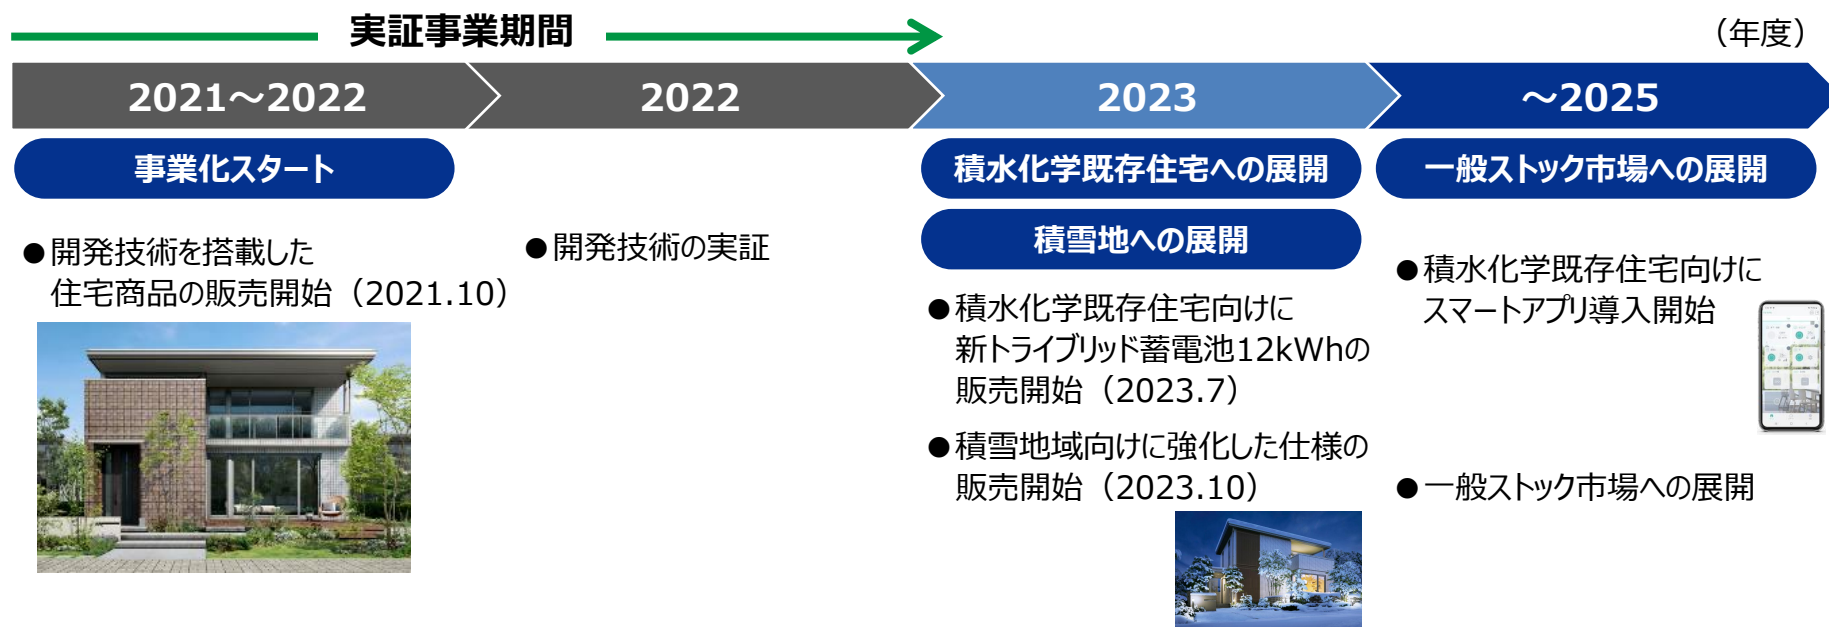 実証事業期間
（年度）
2021～2022
2022
2023
～2025
事業化スタート
●開発技術を搭載した
住宅商品の販売開始（2021.10）
●開発技術の実証
積水化学既存住宅への展開
積雪地への展開
●積水化学既存住宅向けに
新トライブリッド蓄電池12kWhの
販売開始（2023.7）
●積雪地域向けに強化した仕様の
販売開始（2023.10）
一般ストック市場への展開
●積水化学既存住宅向けに
スマートアプリ導入開始
●一般ストック市場への展開